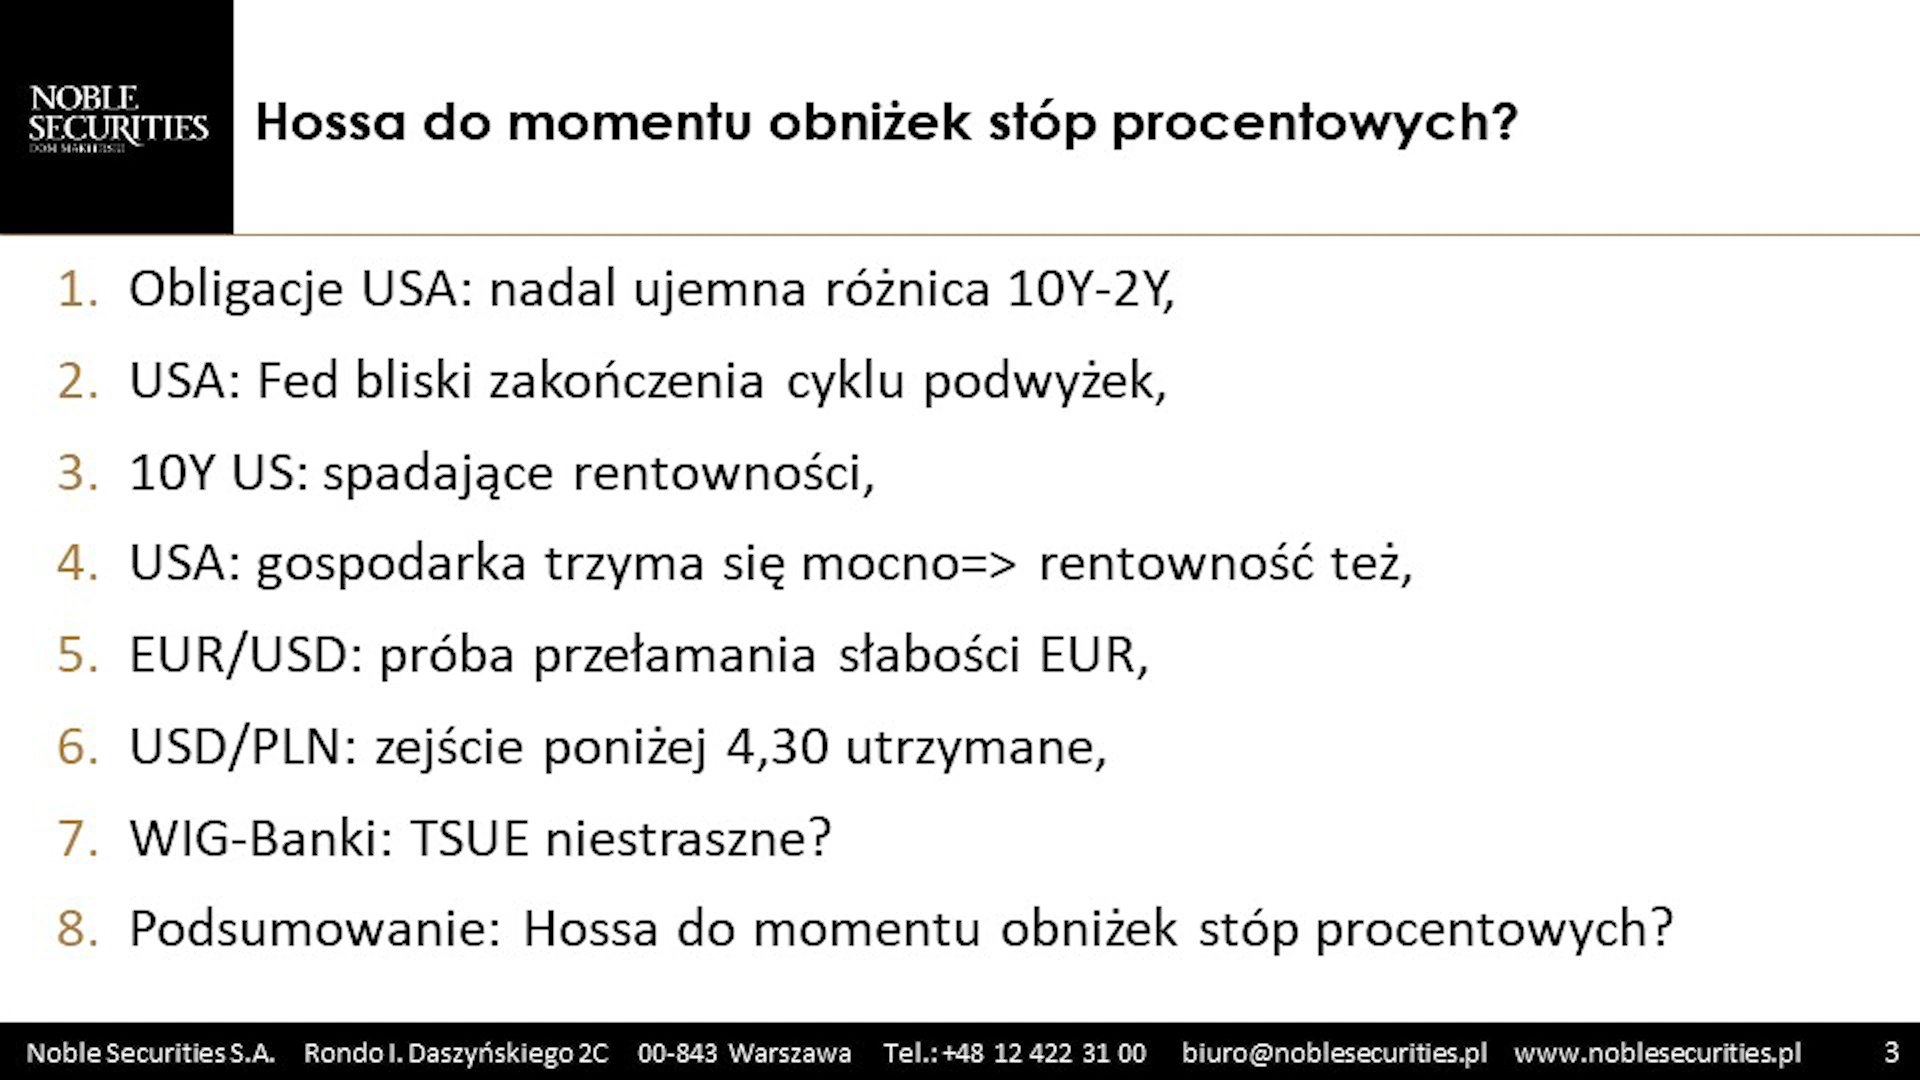 NOBLE
SECURITIES
DOM MAKLERSKI
Hossa do momentu obniżek stóp procentowych?
1. Obligacje USA: nadal ujemna różnica 10Y-2Y,
2. USA: Fed bliski zakończenia cyklu podwyżek,
3. 10Y US: spadające rentowności,
4. USA: gospodarka trzyma się mocno=> rentowność też,
5. EUR/USD: próba przełamania słabości EUR,
6. USD/PLN: zejście poniżej 4,30 utrzymane,
7. WIG-Banki: TSUE niestraszne?
8. Podsumowanie: Hossa do momentu obniżek stóp procentowych?
Noble Securities S.A. Rondo I. Daszyńskiego 2C 00-843 Warszawa Tel.: +48 12 422 31 00 biuro@noblesecurities.pl www.noblesecurities.pl 3